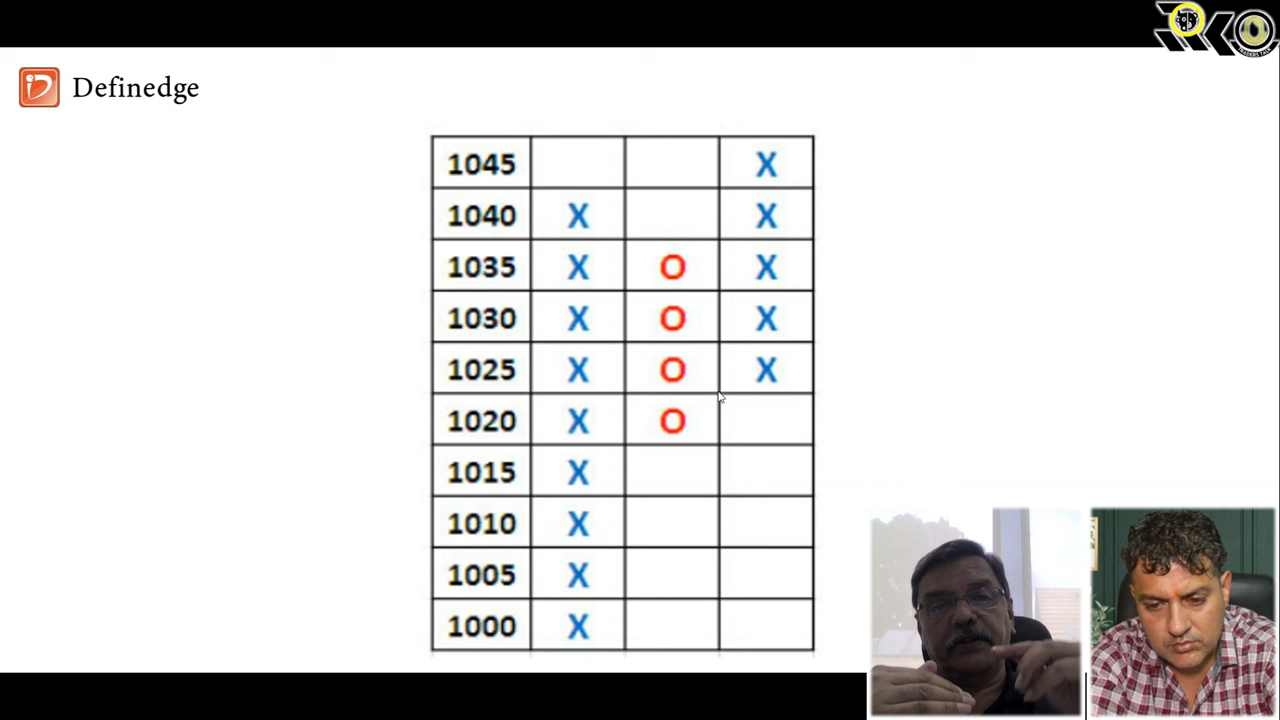 Definedge
1045 X
1040 X X
1035 X O X
1030 X O X
1025 X O X
1020 X O
1015 X
1010 X
1005 X
1000 X